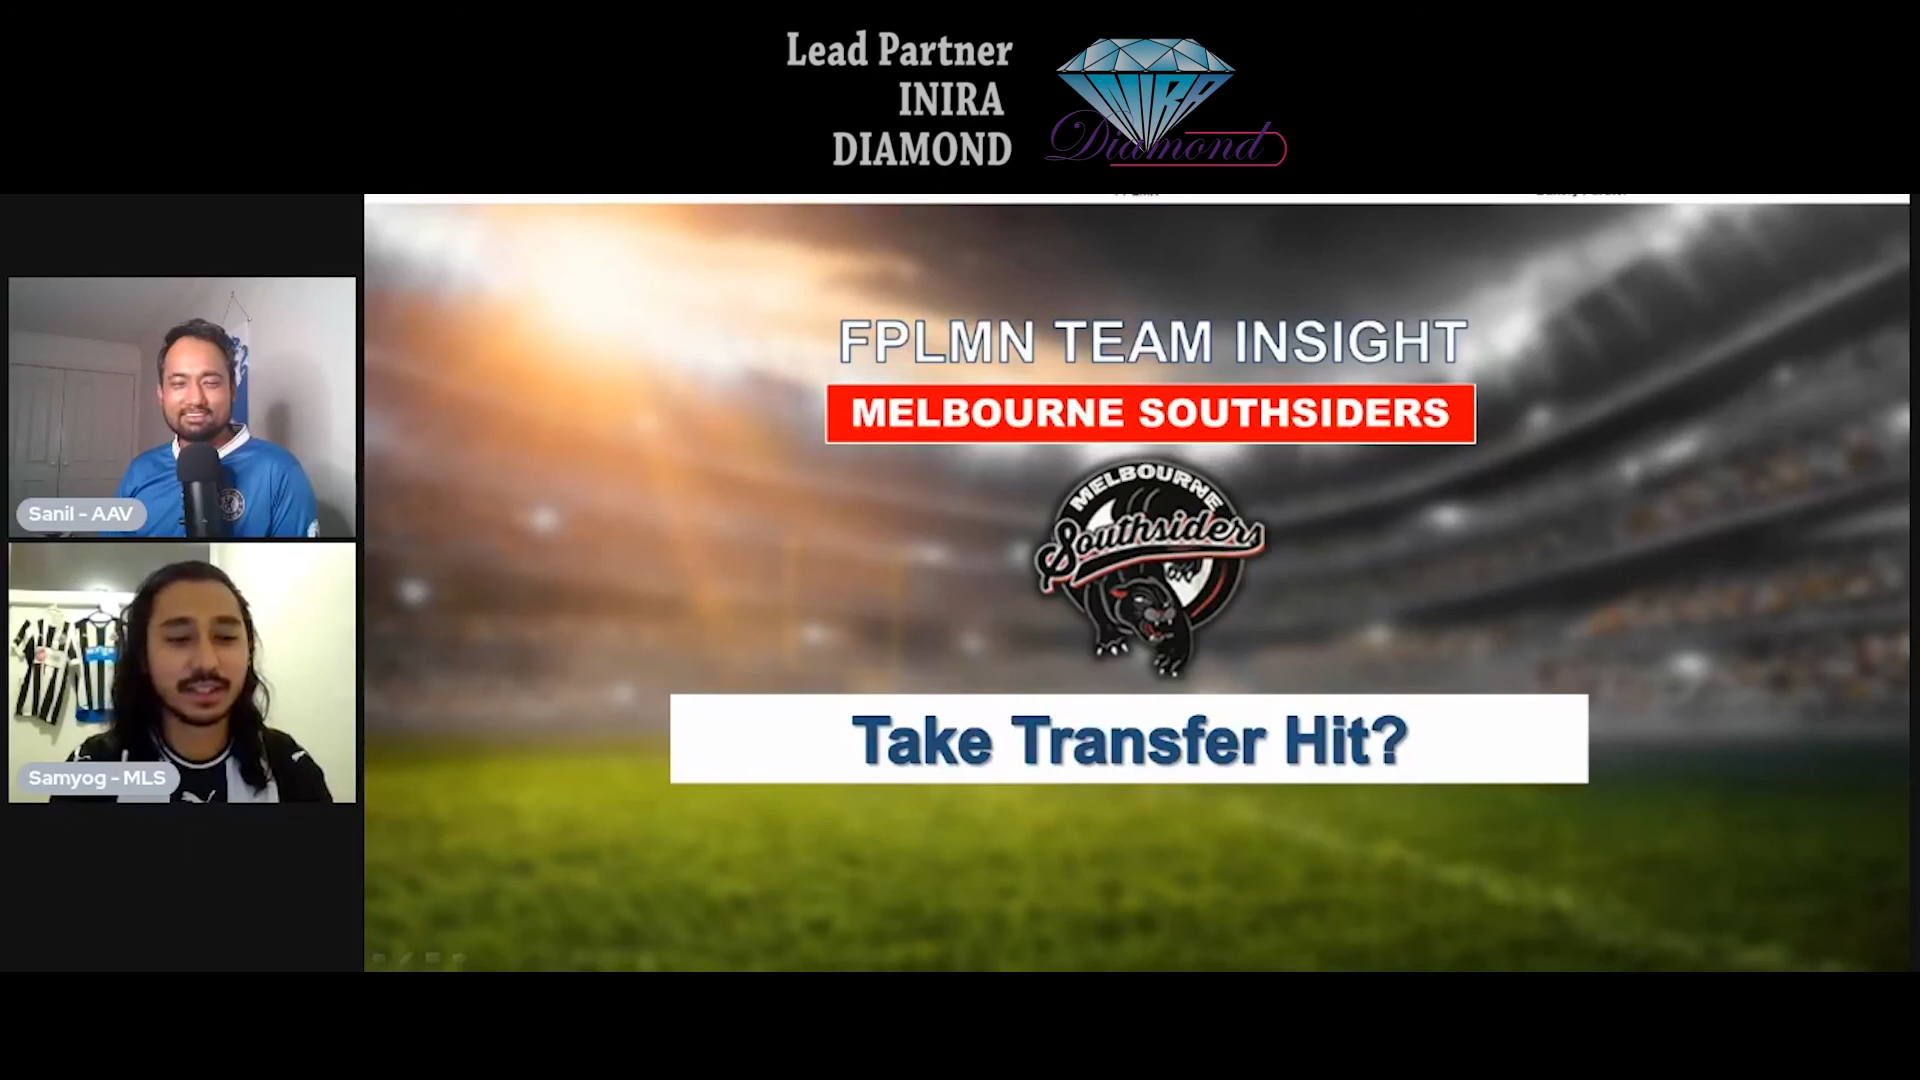 Lead Partner
INIRA
DIAMOND
Diamond
FPLMN TEAM INSIGHT
MELBOURNE SOUTHSIDERS
MELBOURNE
Southsiders
Take Transfer Hit?
Sanil - AAV
Samyog - MLS